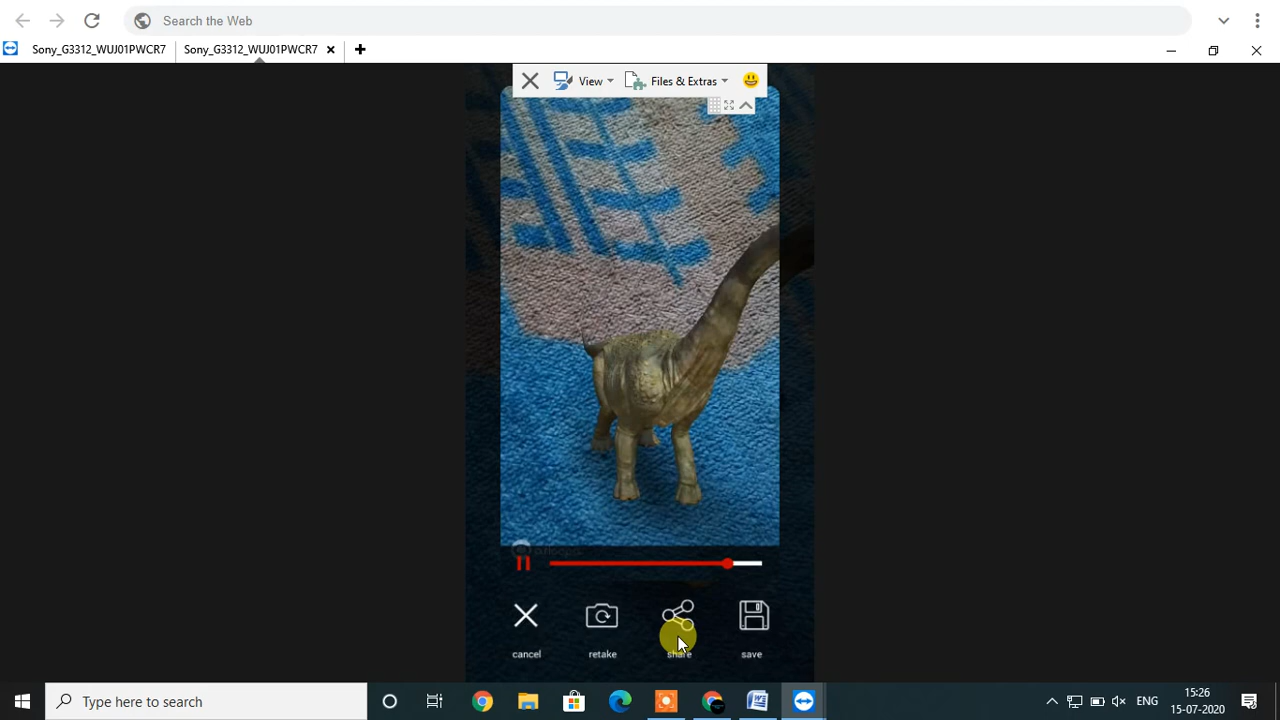 Search the Web
Sony_G3312_WUJ01PWCR7
Sony_G3312_WUJ01PWCR7
View
Files & Extras
cancel
retake
share
save
Type here to search
ENG
15:26
15-07-2020